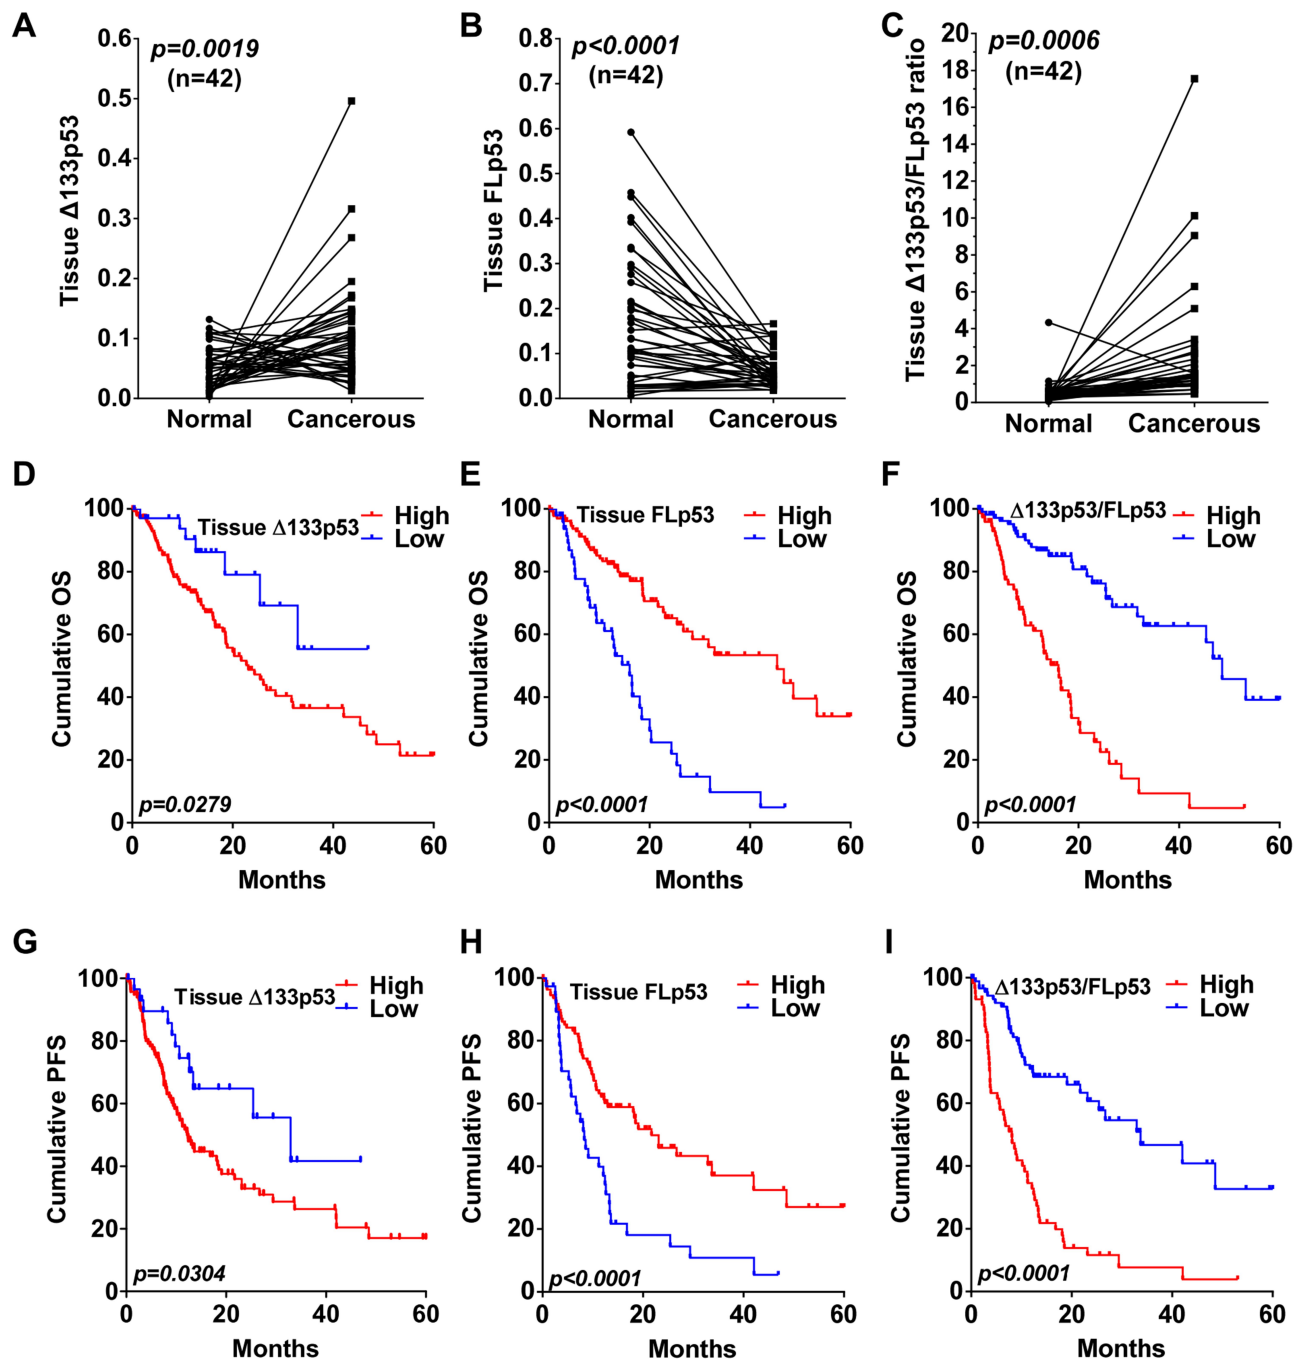 A
p=0.0019
(n=42)
Tissue Δ133p53
0.6
0.5
0.4
0.3
0.2
0.1
0.0
Normal
Cancerous
B
p<0.0001
(n=42)
Tissue FLp53
0.8
0.7
0.6
0.5
0.4
0.3
0.2
0.1
0.0
Normal
Cancerous
C
p=0.0006
(n=42)
Tissue Δ133p53/FLp53 ratio
20
18
16
14
12
10
8
6
4
2
0
Normal
Cancerous
D
Tissue Δ133p53
High
Low
Cumulative OS
100
80
60
40
20
0
p=0.0279
0
20
40
60
Months
E
Tissue FLp53
High
Low
Cumulative OS
100
80
60
40
20
0
p<0.0001
0
20
40
60
Months
F
Δ133p53/FLp53
High
Low
Cumulative OS
100
80
60
40
20
0
p<0.0001
0
20
40
60
Months
G
Tissue Δ133p53
High
Low
Cumulative PFS
100
80
60
40
20
0
p=0.0304
0
20
40
60
Months
H
Tissue FLp53
High
Low
Cumulative PFS
100
80
60
40
20
0
p<0.0001
0
20
40
60
Months
I
Δ133p53/FLp53
High
Low
Cumulative PFS
100
80
60
40
20
0
p<0.0001
0
20
40
60
Months